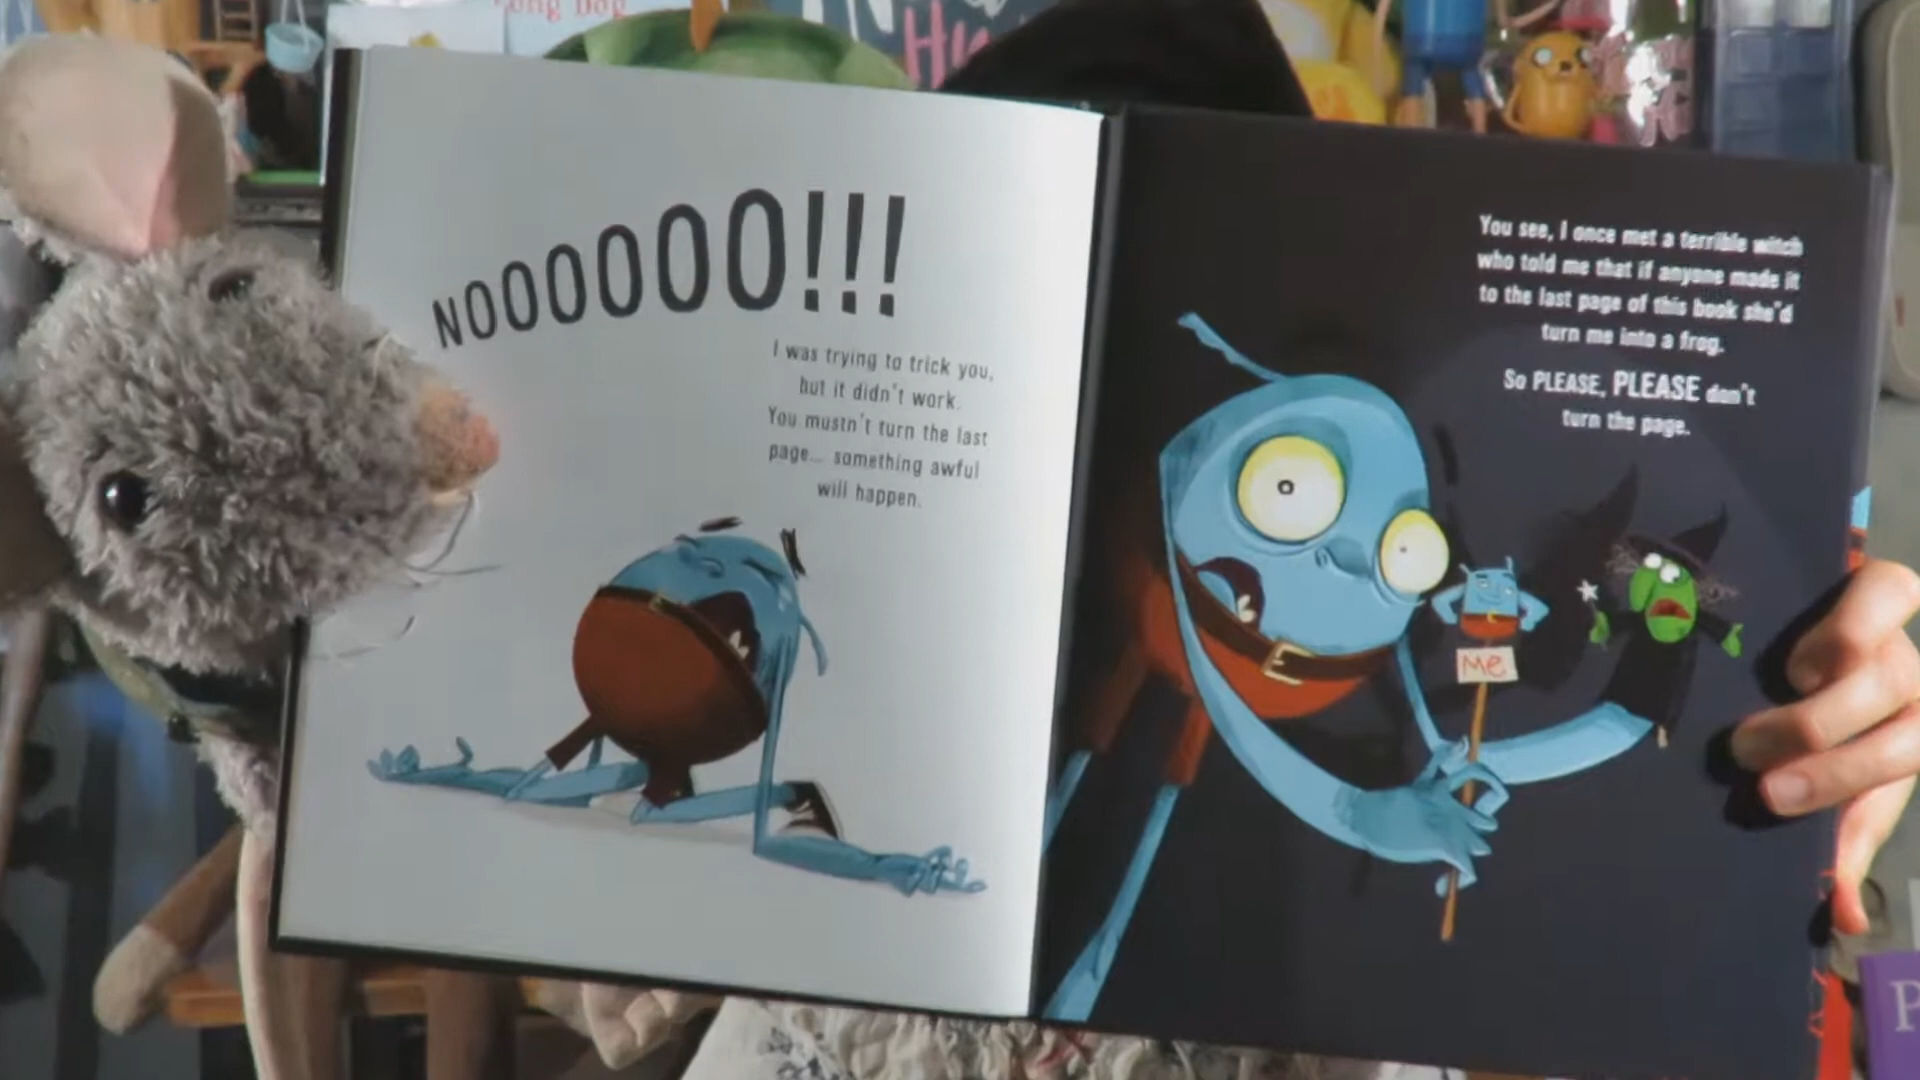 Long Dog
NOOOOOO!!!
I was trying to trick you,
but it didn't work.
You mustn't turn the last
page... something awful
will happen.
You see, I once met a terrible witch
who told me that if anyone made it
to the last page of this book she'd
turn me into a frog.
So PLEASE, PLEASE don't
turn the page.
Me
P